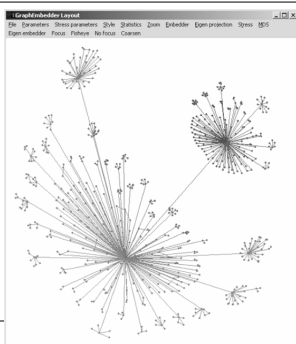 GraphEmbedder Layout
File Parameters Stress parameters Style Statistics Zoom Embedder Eigen projection Stress MDS
Eigen embedder Focus Fisheye No focus Coarsen